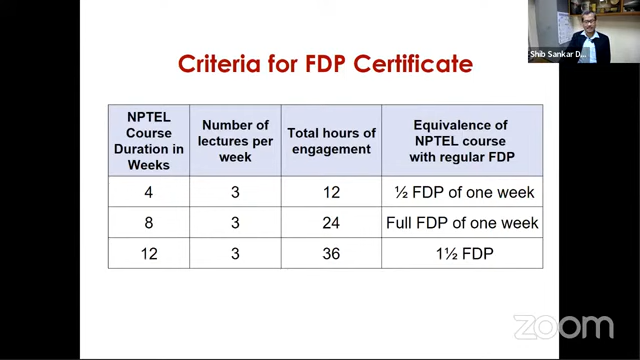 Shib Sankar D...
Criteria for FDP Certificate
NPTEL Course Duration in Weeks
Number of lectures per week
Total hours of engagement
Equivalence of NPTEL course with regular FDP
4 3 12 ½ FDP of one week
8 3 24 Full FDP of one week
12 3 36 1½ FDP
zoom